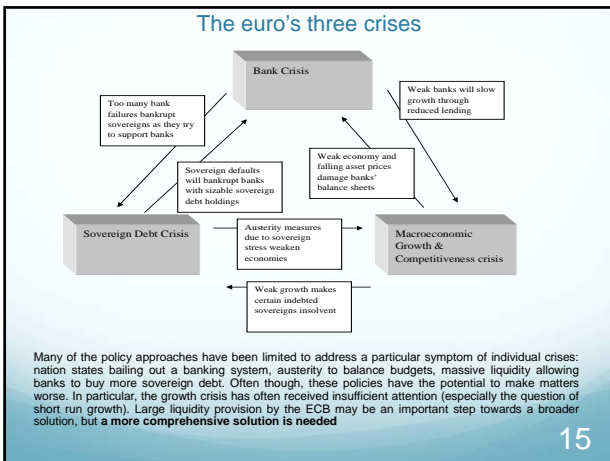 The euro's three crises
Bank Crisis
Too many bank
failures bankrupt
sovereigns as they try
to support banks
Weak banks will slow
growth through
reduced lending
Sovereign defaults
will bankrupt banks
with sizable sovereign
debt holdings
Weak economy and
falling asset prices
damage banks'
balance sheets
Sovereign Debt Crisis
Austerity measures
due to sovereign
stress weaken
economies
Macroeconomic
Growth &
Competitiveness crisis
Weak growth makes
certain indebted
sovereigns insolvent
Many of the policy approaches have been limited to address a particular symptom of individual crises:
nation states bailing out a banking system, austerity to balance budgets, massive liquidity allowing
banks to buy more sovereign debt. Often though, these policies have the potential to make matters
worse. In particular, the growth crisis has often received insufficient attention (especially the question of
short run growth). Large liquidity provision by the ECB may be an important step towards a broader
solution, but a more comprehensive solution is needed
15